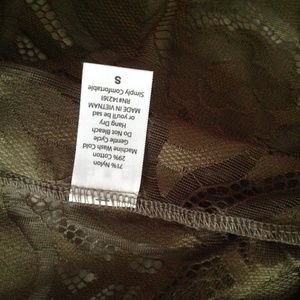 71% Nylon
29% Cotton
Machine Wash Cold
Do Not Bleach
Gentle Cycle
Hang Dry
or you'll be sad
MADE IN VIETNAM
RN#142361
Simply Comfortable
S